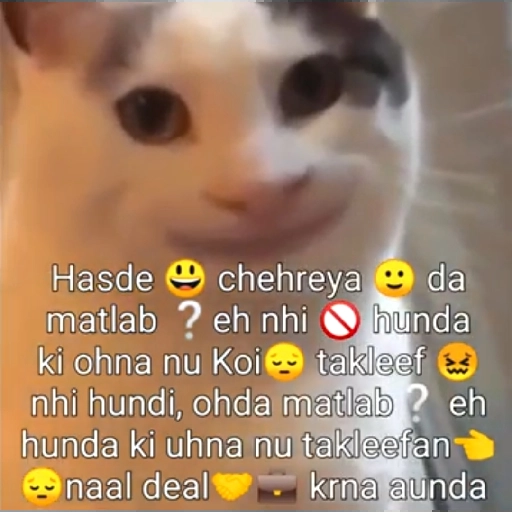 Hasde 😃 chehreya 🙂 da
matlab ❔ eh nhi 🚫 hunda
ki ohna nu Koi😔 takleef 😖
nhi hundi, ohda matlab❔ eh
hunda ki uhna nu takleefan👈
😔naal deal🤝💼 krna aunda